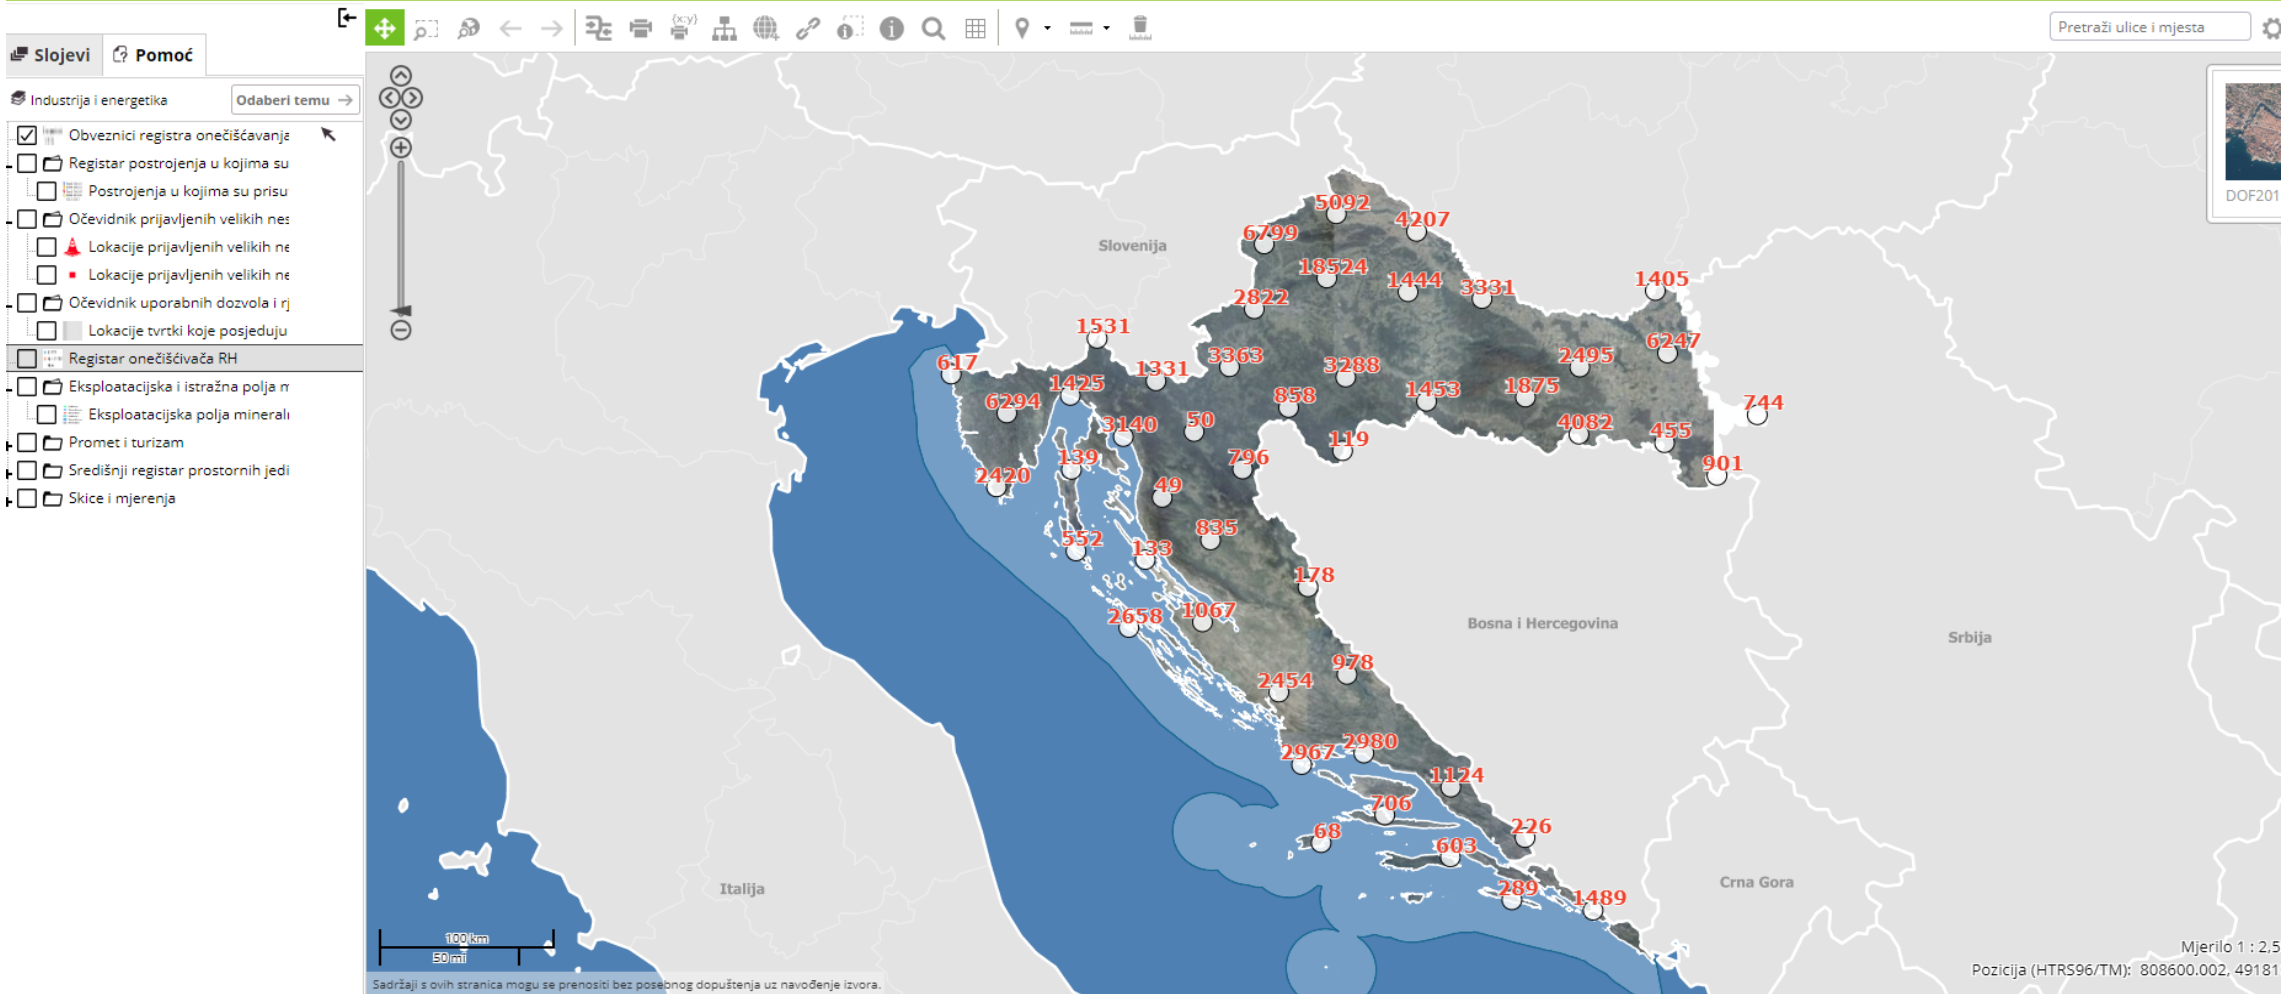 Pretraži ulice i mjesta
Slojevi
Pomoć
Industrija i energetika
Odaberi temu
Obveznici registra onečišćavanja
Registar postrojenja u kojima su
Postrojenja u kojima su prisu
Očevidnik prijavljenih velikih nes
Lokacije prijavljenih velikih ne
Lokacije prijavljenih velikih ne
Očevidnik uporabnih dozvola i rj
Lokacije tvrtki koje posjeduju
Registar onečišćivača RH
Eksploatacijska i istražna polja m
Eksploatacijska polja mineralı
Promet i turizam
Središnji registar prostornih jedi
Skice i mjerenja
{x:y}
DOF201
5092
4207
6799
Slovenija
18524
1444
3331
1405
2822
1531
617
1331
3363
3288
2495
6247
1425
6294
858
1453
1875
744
3140
50
4082
455
119
139
796
901
2420
49
835
552
133
178
2658
1067
Bosna i Hercegovina
Srbija
978
2454
2967
2980
1124
706
68
226
603
Italija
Crna Gora
289
1489
100 km
50 mi
Mjerilo 1 : 2,5
Pozicija (HTRS96/TM): 808600.002, 49181
Sadržaji s ovih stranica mogu se prenositi bez posebnog dopuštenja uz navođenje izvora.